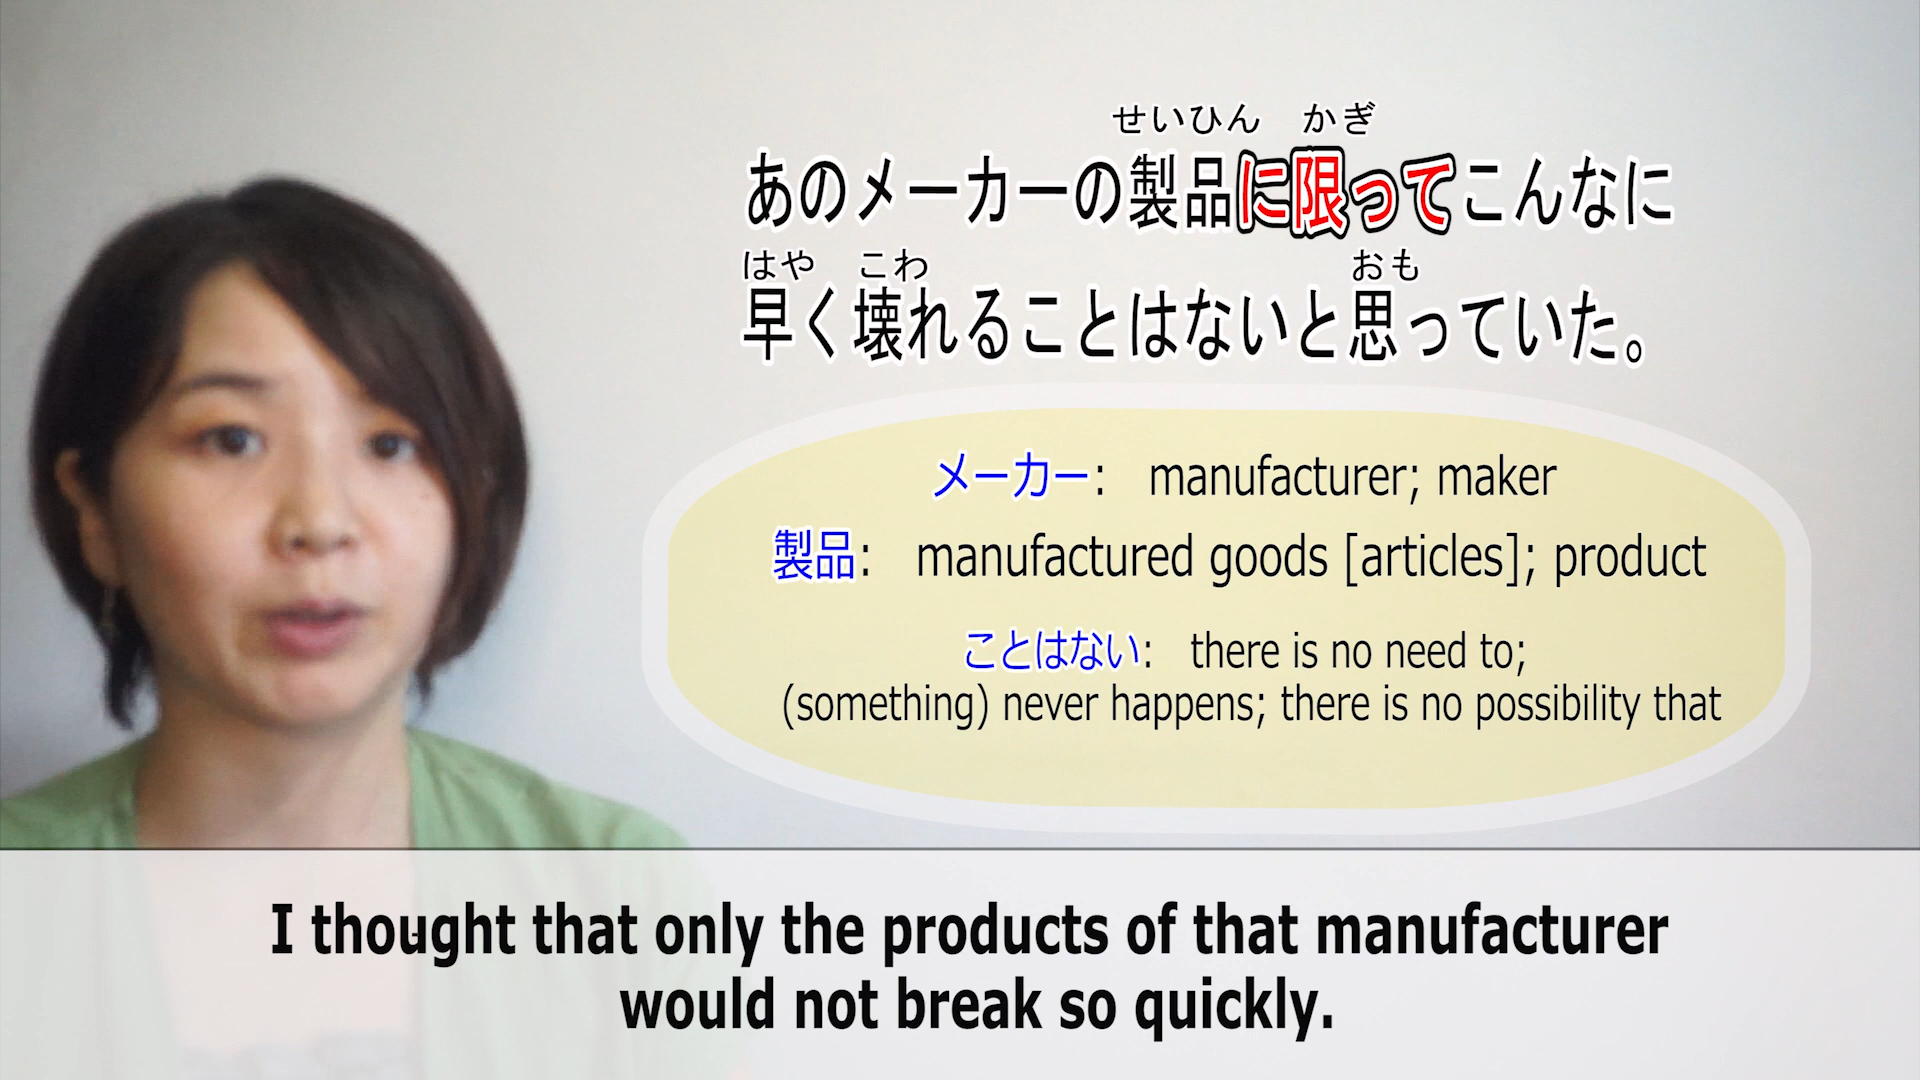 せいひん　かぎ
あのメーカーの製品に限ってこんなに
はや　こわ　おも
早く壊れることはないと思っていた。
メーカー:   manufacturer; maker
製品:   manufactured goods [articles]; product
ことはない:   there is no need to;
(something) never happens; there is no possibility that
I thought that only the products of that manufacturer
would not break so quickly.